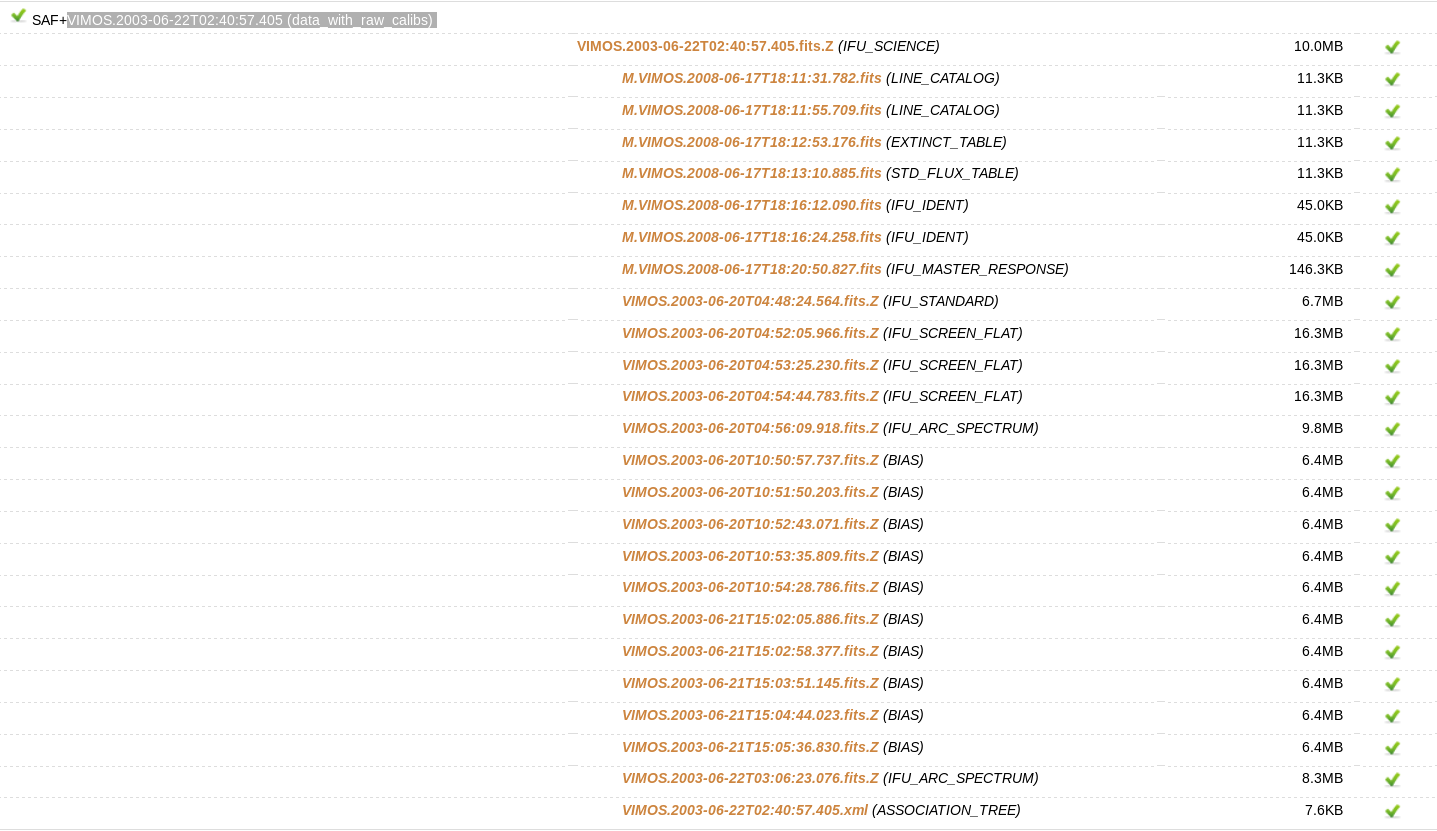 SAF+VIMOS.2003-06-22T02:40:57.405 (data_with_raw_calibs)
VIMOS.2003-06-22T02:40:57.405.fits.Z (IFU_SCIENCE) 10.0MB
M.VIMOS.2008-06-17T18:11:31.782.fits (LINE_CATALOG) 11.3KB
M.VIMOS.2008-06-17T18:11:55.709.fits (LINE_CATALOG) 11.3KB
M.VIMOS.2008-06-17T18:12:53.176.fits (EXTINCT_TABLE) 11.3KB
M.VIMOS.2008-06-17T18:13:10.885.fits (STD_FLUX_TABLE) 11.3KB
M.VIMOS.2008-06-17T18:16:12.090.fits (IFU_IDENT) 45.0KB
M.VIMOS.2008-06-17T18:16:24.258.fits (IFU_IDENT) 45.0KB
M.VIMOS.2008-06-17T18:20:50.827.fits (IFU_MASTER_RESPONSE) 146.3KB
VIMOS.2003-06-20T04:48:24.564.fits.Z (IFU_STANDARD) 6.7MB
VIMOS.2003-06-20T04:52:05.966.fits.Z (IFU_SCREEN_FLAT) 16.3MB
VIMOS.2003-06-20T04:53:25.230.fits.Z (IFU_SCREEN_FLAT) 16.3MB
VIMOS.2003-06-20T04:54:44.783.fits.Z (IFU_SCREEN_FLAT) 16.3MB
VIMOS.2003-06-20T04:56:09.918.fits.Z (IFU_ARC_SPECTRUM) 9.8MB
VIMOS.2003-06-20T10:50:57.737.fits.Z (BIAS) 6.4MB
VIMOS.2003-06-20T10:51:50.203.fits.Z (BIAS) 6.4MB
VIMOS.2003-06-20T10:52:43.071.fits.Z (BIAS) 6.4MB
VIMOS.2003-06-20T10:53:35.809.fits.Z (BIAS) 6.4MB
VIMOS.2003-06-20T10:54:28.786.fits.Z (BIAS) 6.4MB
VIMOS.2003-06-21T15:02:05.886.fits.Z (BIAS) 6.4MB
VIMOS.2003-06-21T15:02:58.377.fits.Z (BIAS) 6.4MB
VIMOS.2003-06-21T15:03:51.145.fits.Z (BIAS) 6.4MB
VIMOS.2003-06-21T15:04:44.023.fits.Z (BIAS) 6.4MB
VIMOS.2003-06-21T15:05:36.830.fits.Z (BIAS) 6.4MB
VIMOS.2003-06-22T03:06:23.076.fits.Z (IFU_ARC_SPECTRUM) 8.3MB
VIMOS.2003-06-22T02:40:57.405.xml (ASSOCIATION_TREE) 7.6KB